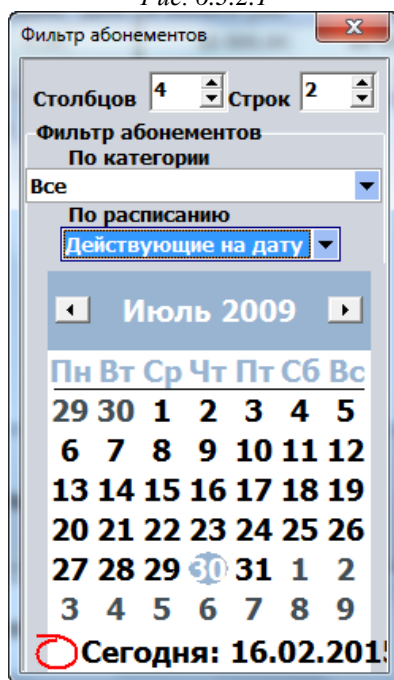 Рис. 6.3.2.1
Фильтр абонементов
Столбцов 4 Строк 2
Фильтр абонементов
По категории
Все
По расписанию
Действующие на дату
Июль 2009
Пн Вт Ср Чт Пт Сб Вс
29 30 1 2 3 4 5
6 7 8 9 10 11 12
13 14 15 16 17 18 19
20 21 22 23 24 25 26
27 28 29 30 31 1 2
3 4 5 6 7 8 9
Сегодня: 16.02.2015